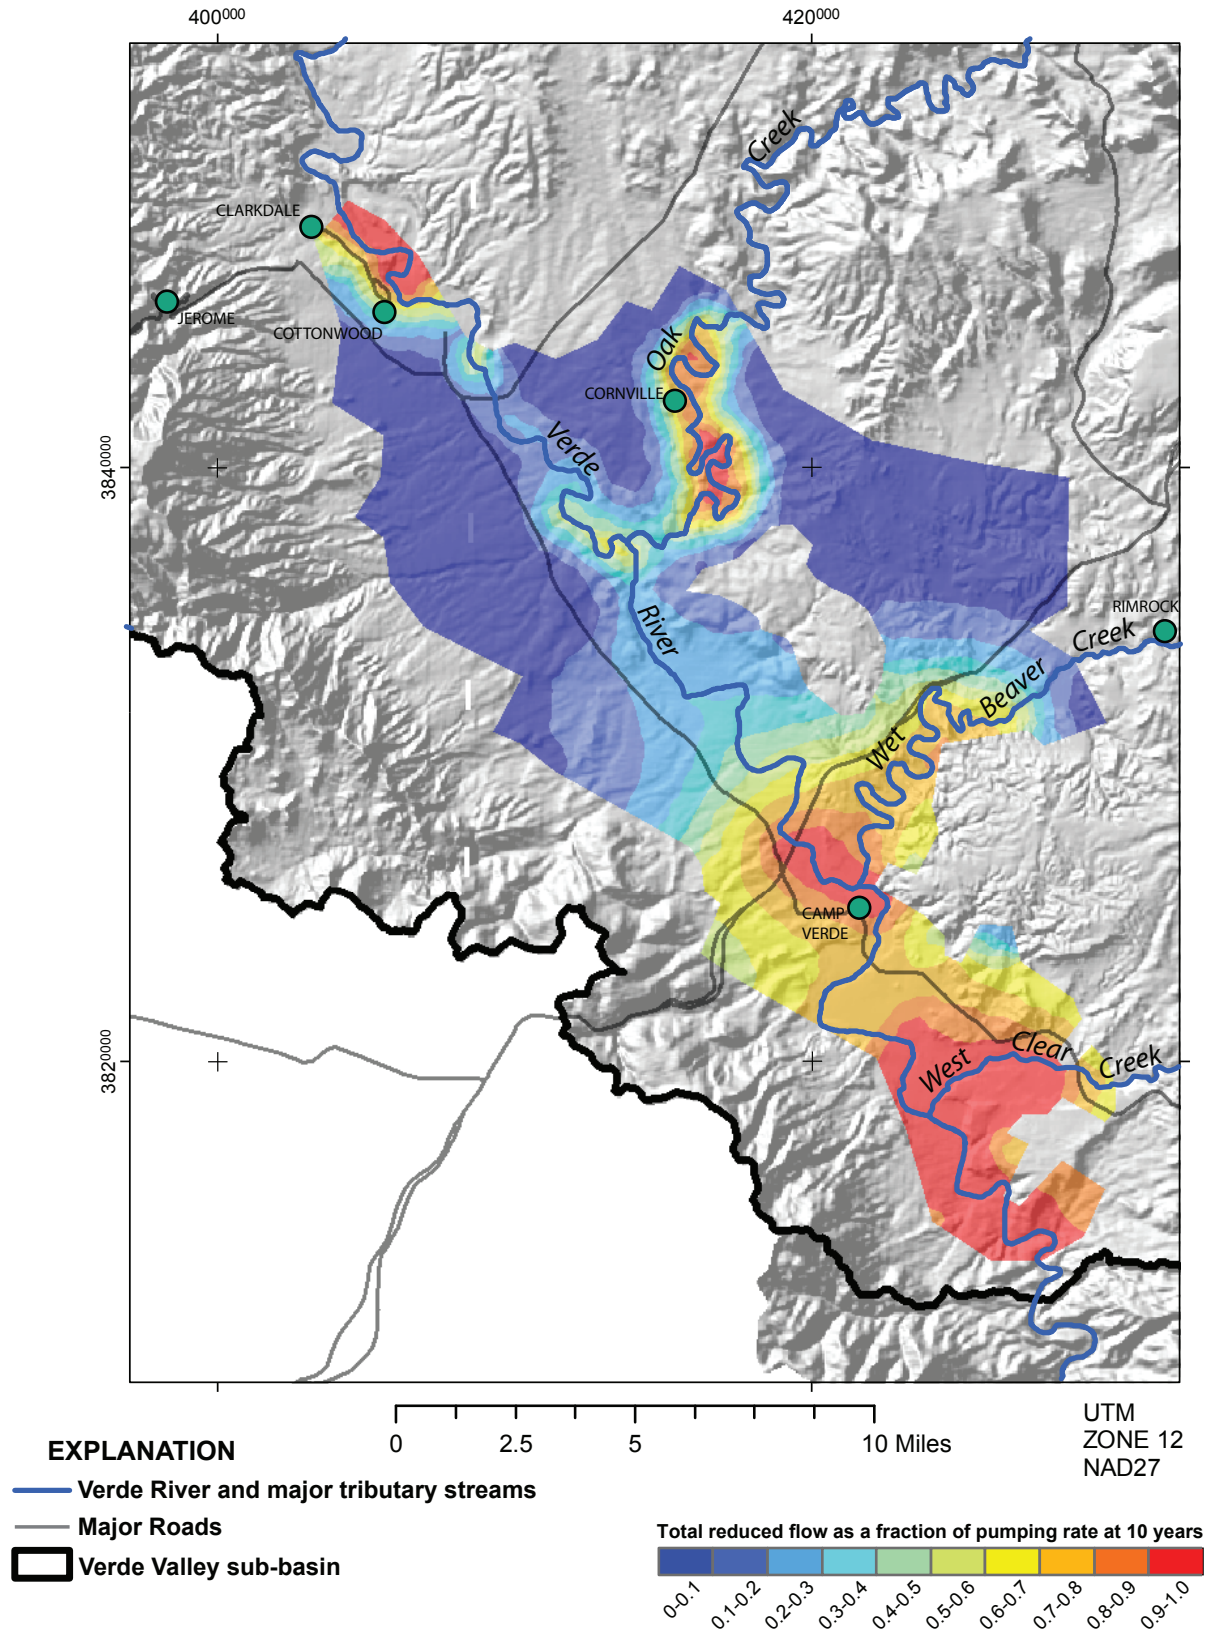 400000
420000
Creek
CLARKDALE
JEROME
COTTONWOOD
Oak
CORNVILLE
Verde
3840000
River
RIMROCK
Creek
Beaver
Wet
CAMP
VERDE
3820000
West
Clear
Creek
0
2.5
5
10 Miles
UTM
ZONE 12
NAD27
EXPLANATION
Verde River and major tributary streams
Major Roads
Verde Valley sub-basin
Total reduced flow as a fraction of pumping rate at 10 years
0-0.1
0.1-0.2
0.2-0.3
0.3-0.4
0.4-0.5
0.5-0.6
0.6-0.7
0.7-0.8
0.8-0.9
0.9-1.0